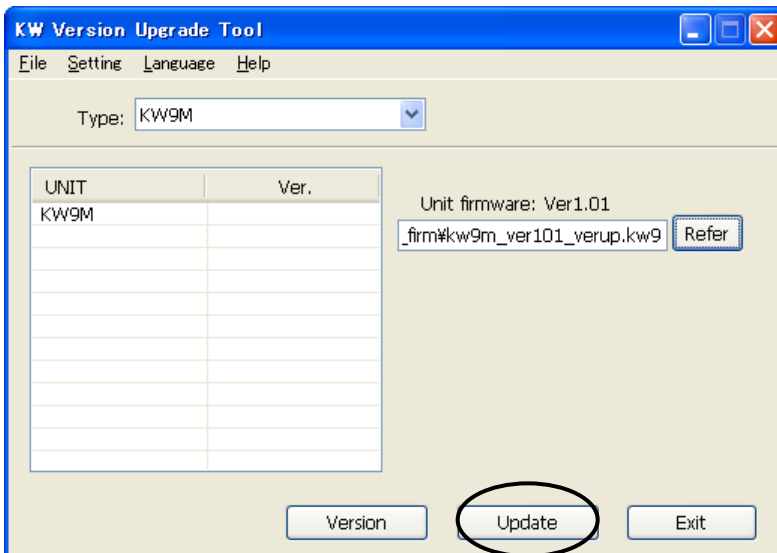 KW Version Upgrade Tool
File Setting Language Help
Type: KW9M
UNIT Ver.
KW9M
Unit firmware: Ver1.01
_firm¥kw9m_ver101_verup.kw9
Refer
Version Update Exit